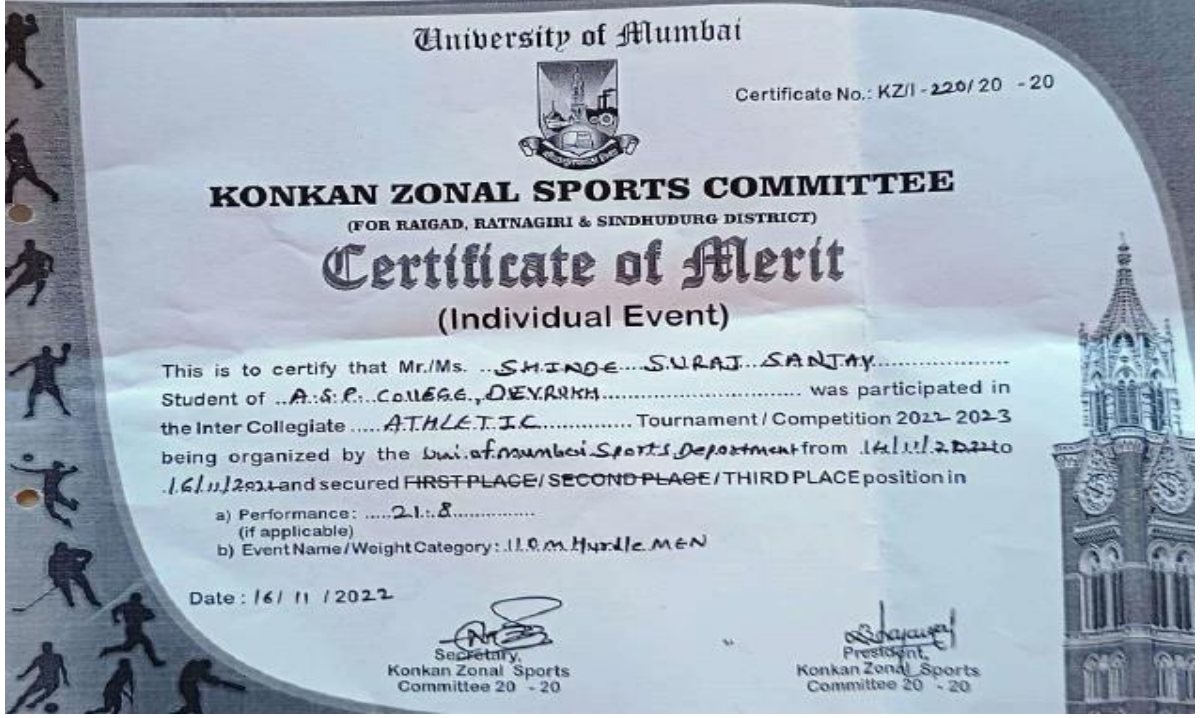 University of Mumbai
Certificate No.: KZ/I - 220/20 - 20
KONKAN ZONAL SPORTS COMMITTEE
(FOR RAIGAD, RATNAGIRI & SINDHUDURG DISTRICT)
Certificate of Merit
(Individual Event)
This is to certify that Mr./Ms. ..SHINDE....SURAJ...SANJAY...................
Student of ..A.S.P...COLLEGE.,DEVRUKH................................ was participated in
the Inter Collegiate .....ATHLETIC.............. Tournament / Competition 2022- 2023
being organized by the Uni.of.mumbai.Sports.Department from .14/11/.2022 to
.16/11/2022 and secured FIRST PLACE / SECOND PLACE / THIRD PLACE position in
a) Performance: .....21.:8...............
(if applicable)
b) Event Name/Weight Category: .110.M.Hurdle.MEN
Date : 16/ 11 / 2022
Secretary,
Konkan Zonal Sports
Committee 20 - 20
President,
Konkan Zonal Sports
Committee 20 - 20